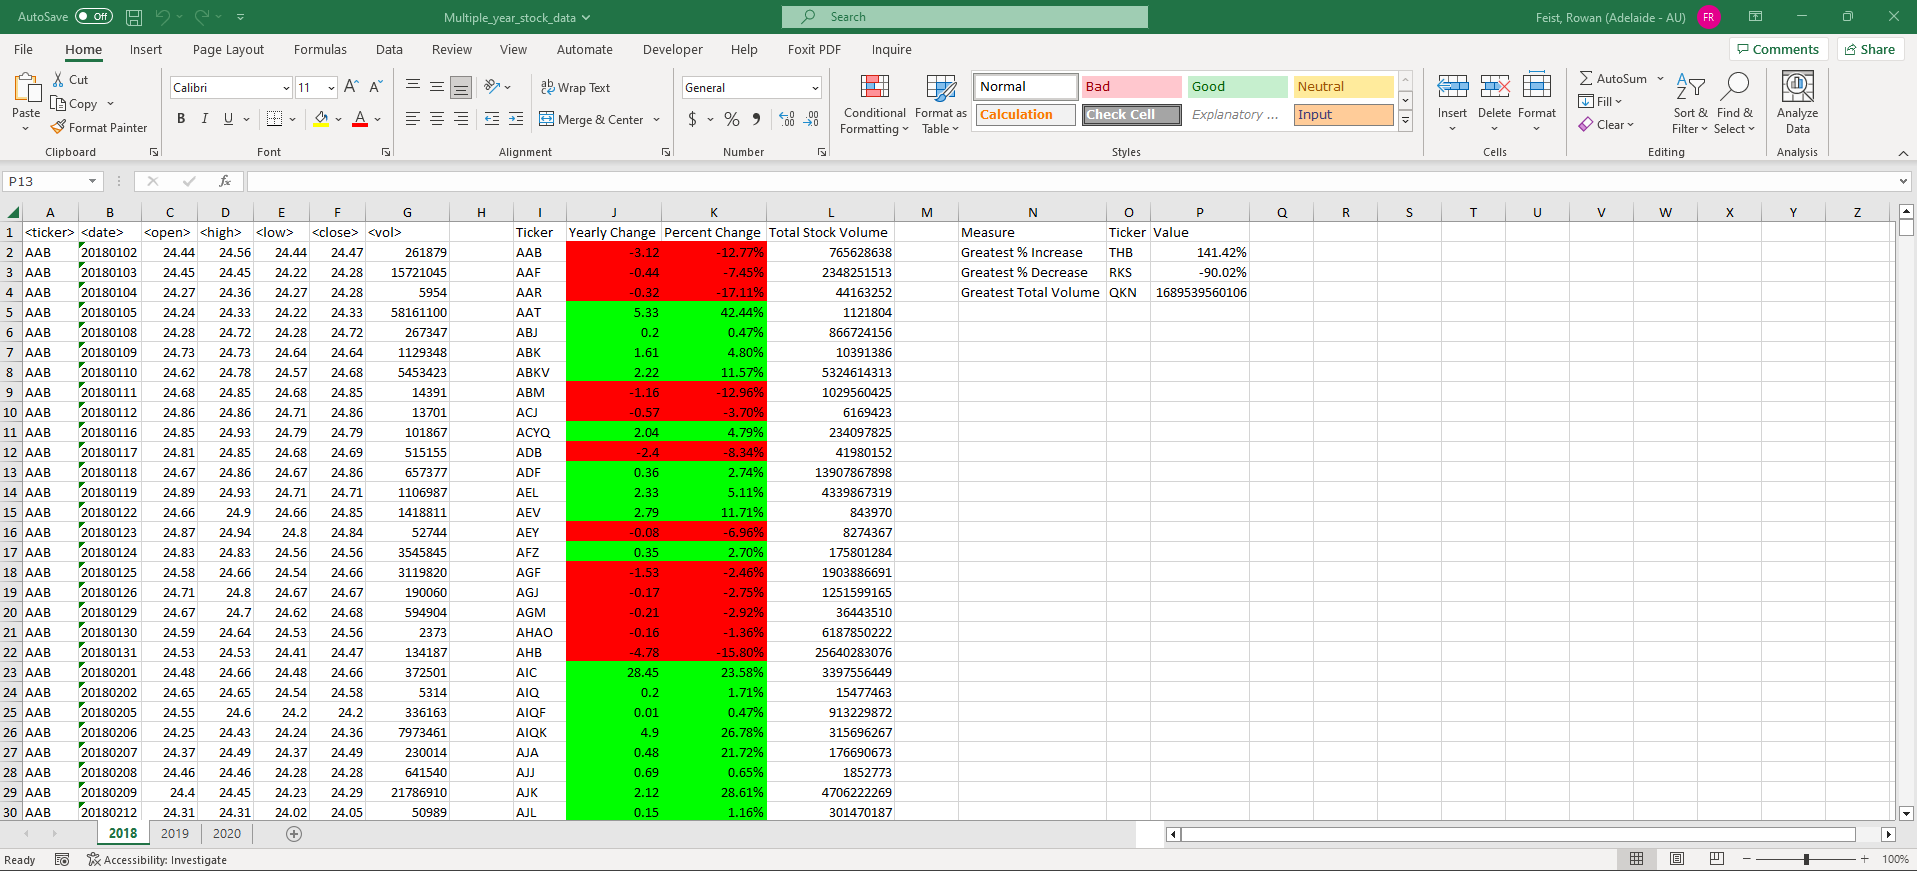 AutoSave Off Multiple_year_stock_data Search Feist, Rowan (Adelaide - AU) FR
File Home Insert Page Layout Formulas Data Review View Automate Developer Help Foxit PDF Inquire Comments Share
Paste Cut Copy Format Painter Clipboard
Calibri 11 A A B I U A Font
Wrap Text Merge & Center Alignment
General $ % Number
Conditional Formatting Format as Table Normal Bad Good Neutral Calculation Check Cell Explanatory ... Input Styles
Insert Delete Format Cells
AutoSum Fill Clear Sort & Filter Find & Select Editing
Analyze Data Analysis
P13 fx
A B C D E F G H I J K L M N O P Q R S T U V W X Y Z
1 <ticker> <date> <open> <high> <low> <close> <vol> Ticker Yearly Change Percent Change Total Stock Volume Measure Ticker Value
2 AAB 20180102 24.44 24.56 24.44 24.47 261879 AAB -3.12 -12.77% 765628638 Greatest % Increase THB 141.42%
3 AAB 20180103 24.45 24.45 24.22 24.28 15721045 AAF -0.44 -7.45% 2348251513 Greatest % Decrease RKS -90.02%
4 AAB 20180104 24.27 24.36 24.27 24.28 5954 AAR -0.32 -17.11% 44163252 Greatest Total Volume QKN 1689539560106
5 AAB 20180105 24.24 24.33 24.22 24.33 58161100 AAT 5.33 42.44% 1121804
6 AAB 20180108 24.28 24.72 24.28 24.72 267347 ABJ 0.2 0.47% 866724156
7 AAB 20180109 24.73 24.73 24.64 24.64 1129348 ABK 1.61 4.80% 10391386
8 AAB 20180110 24.62 24.78 24.57 24.68 5453423 ABKV 2.22 11.57% 5324614313
9 AAB 20180111 24.68 24.85 24.68 24.85 14391 ABM -1.16 -12.96% 1029560425
10 AAB 20180112 24.86 24.86 24.71 24.86 13701 ACJ -0.57 -3.70% 6169423
11 AAB 20180116 24.85 24.93 24.79 24.79 101867 ACYQ 2.04 4.79% 234097825
12 AAB 20180117 24.81 24.85 24.68 24.69 515155 ADB -2.4 -8.34% 41980152
13 AAB 20180118 24.67 24.86 24.67 24.86 657377 ADF 0.36 2.74% 13907867898
14 AAB 20180119 24.89 24.93 24.71 24.71 1106987 AEL 2.33 5.11% 4339867319
15 AAB 20180122 24.66 24.9 24.66 24.85 1418811 AEV 2.79 11.71% 843970
16 AAB 20180123 24.87 24.94 24.8 24.84 52744 AEY -0.08 -6.96% 8274367
17 AAB 20180124 24.83 24.83 24.56 24.56 3545845 AFZ 0.35 2.70% 175801284
18 AAB 20180125 24.58 24.66 24.54 24.66 3119820 AGF -1.53 -2.46% 1903886691
19 AAB 20180126 24.71 24.8 24.67 24.67 190060 AGJ -0.17 -2.75% 1251599165
20 AAB 20180129 24.67 24.7 24.62 24.68 594904 AGM -0.21 -2.92% 36443510
21 AAB 20180130 24.59 24.64 24.53 24.56 2373 AHAO -0.16 -1.36% 6187850222
22 AAB 20180131 24.53 24.53 24.41 24.47 134187 AHB -4.78 -15.80% 25640283076
23 AAB 20180201 24.48 24.66 24.48 24.66 372501 AIC 28.45 23.58% 3397556449
24 AAB 20180202 24.65 24.65 24.54 24.58 5314 AIQ 0.2 1.71% 15477463
25 AAB 20180205 24.55 24.6 24.2 24.2 336163 AIQF 0.01 0.47% 913229872
26 AAB 20180206 24.25 24.43 24.24 24.36 7973461 AIQK 4.9 26.78% 315696267
27 AAB 20180207 24.37 24.49 24.37 24.49 230014 AJA 0.48 21.72% 176690673
28 AAB 20180208 24.46 24.46 24.28 24.28 641540 AJJ 0.69 0.65% 1852773
29 AAB 20180209 24.4 24.45 24.23 24.29 21786910 AJK 2.12 28.61% 4706222269
30 AAB 20180212 24.31 24.31 24.02 24.05 50989 AJL 0.15 1.16% 301470187
2018 2019 2020
Ready Accessibility: Investigate 100%